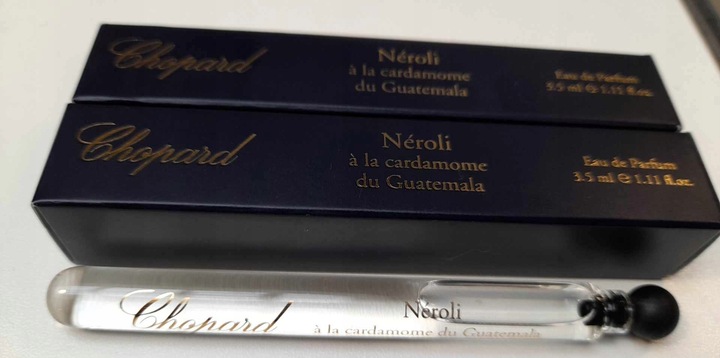 Chopard
Néroli
à la cardamome
du Guatemala
Eau de Parfum
3.5 ml e 1.11 fl.oz.
Chopard
Néroli
à la cardamome
du Guatemala
Eau de Parfum
3.5 ml e 1.11 fl.oz.
Chopard
Néroli
à la cardamome du Guatemala